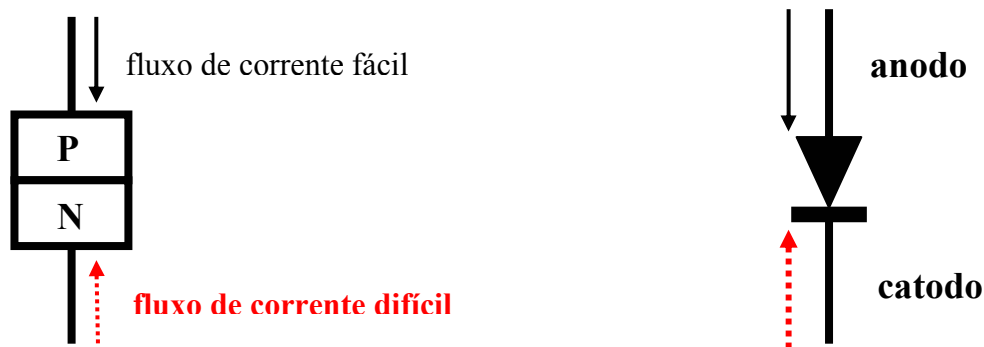 fluxo de corrente fácil
anodo
P
N
catodo
fluxo de corrente difícil